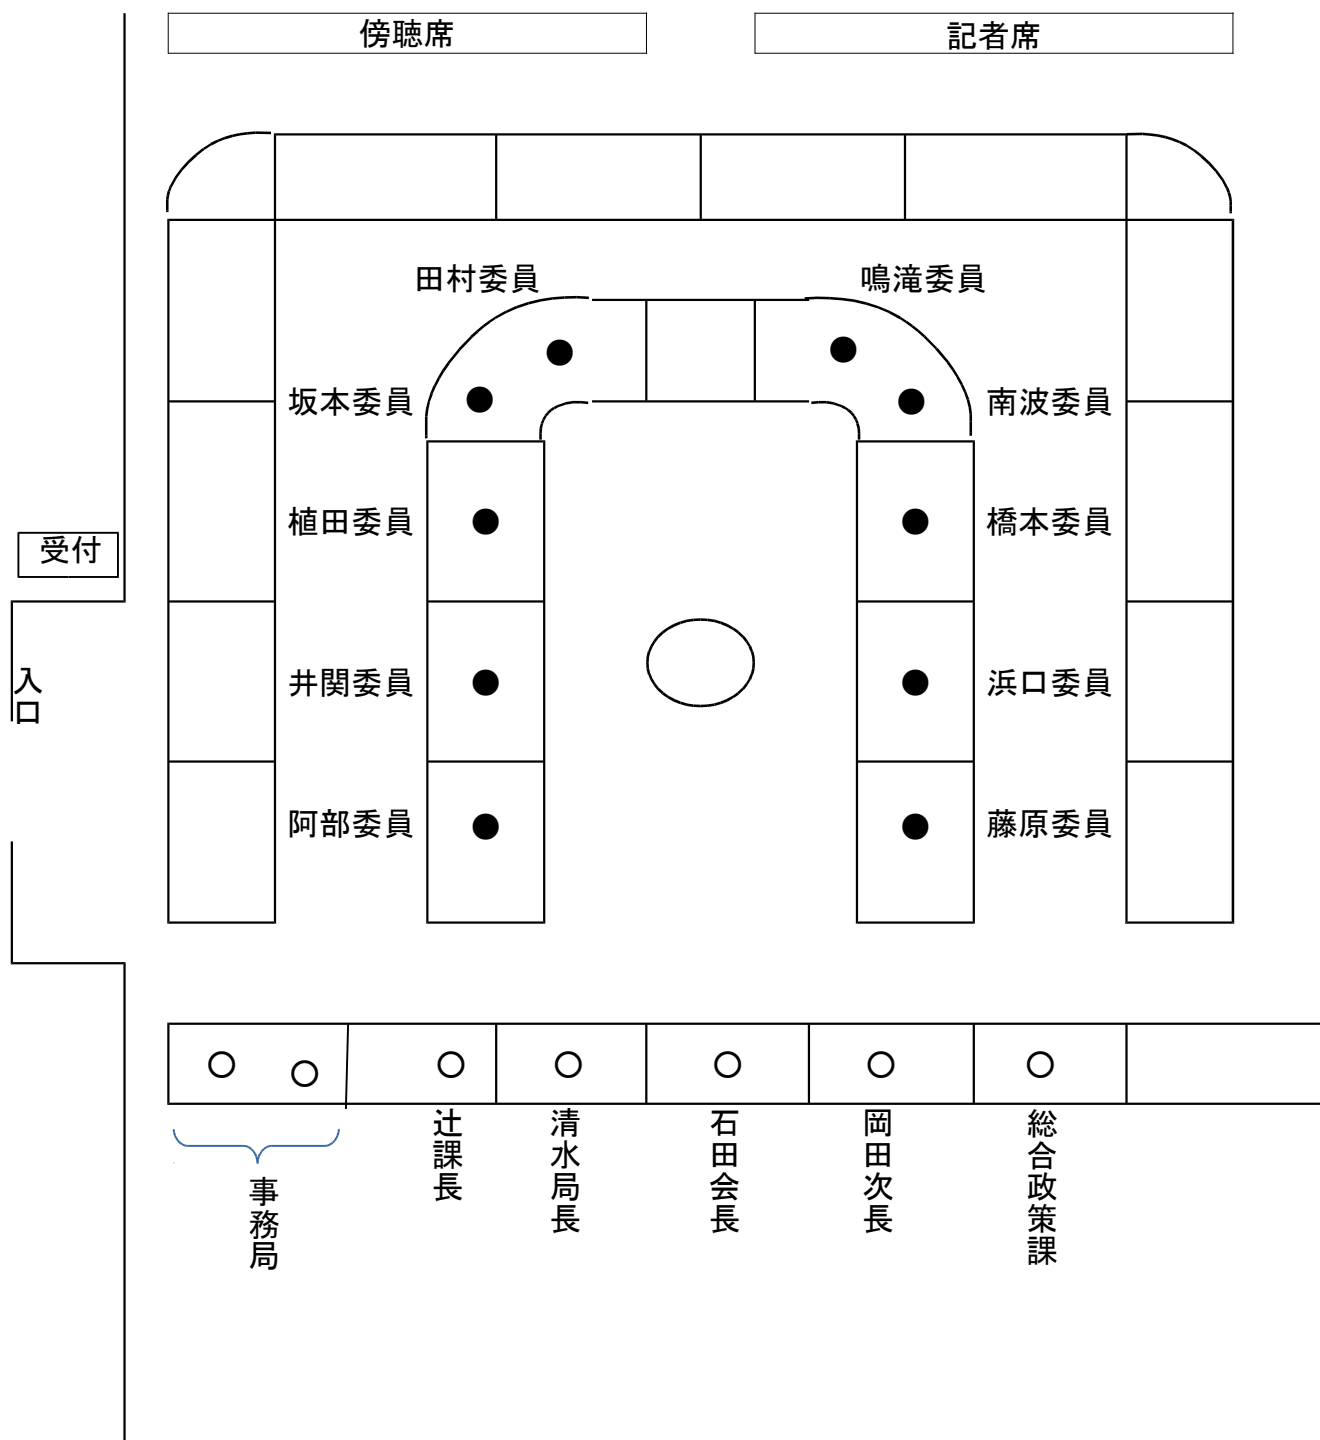 傍聴席
記者席
田村委員
鳴滝委員
坂本委員
南波委員
植田委員
橋本委員
受付
入口
井関委員
浜口委員
阿部委員
藤原委員
辻課長
清水局長
石田会長
岡田次長
総合政策課
事務局